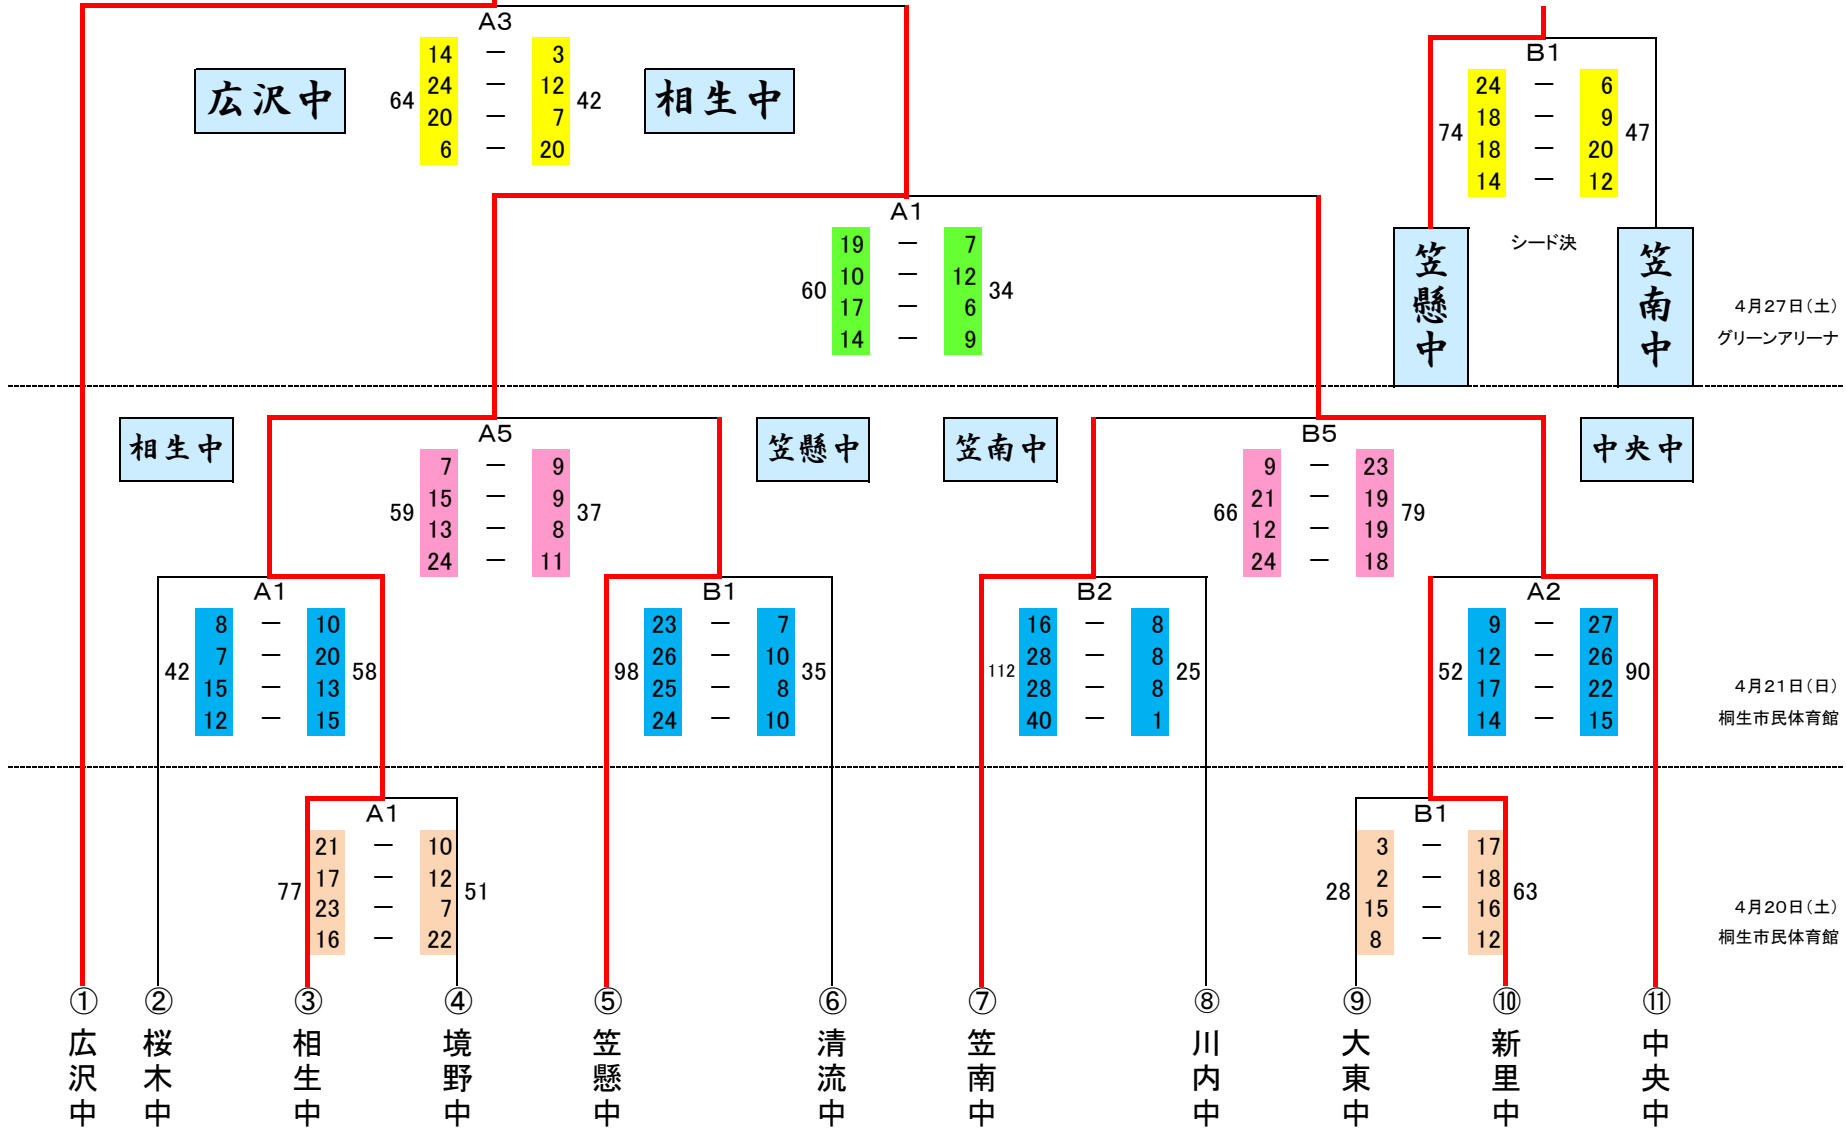 A3
14 — 3
24 — 12
20 — 7
6 — 20
64
42
広沢中
相生中
B1
24 — 6
18 — 9
18 — 20
14 — 12
74
47
シード決
笠懸中
笠南中
A1
19 — 7
10 — 12
17 — 6
14 — 9
60
34
4月27日(土)
グリーンアリーナ
相生中
A5
7 — 9
15 — 9
13 — 8
24 — 11
59
37
笠懸中
笠南中
B5
9 — 23
21 — 19
12 — 19
24 — 18
66
79
中央中
A1
8 — 10
7 — 20
15 — 13
12 — 15
42
58
B1
23 — 7
26 — 10
25 — 8
24 — 10
98
35
B2
16 — 8
28 — 8
28 — 8
40 — 1
112
25
A2
9 — 27
12 — 26
17 — 22
14 — 15
52
90
4月21日(日)
桐生市民体育館
A1
21 — 10
17 — 12
23 — 7
16 — 22
77
51
B1
3 — 17
2 — 18
15 — 16
8 — 12
28
63
4月20日(土)
桐生市民体育館
①広沢中
②桜木中
③相生中
④境野中
⑤笠懸中
⑥清流中
⑦笠南中
⑧川内中
⑨大東中
⑩新里中
⑪中央中